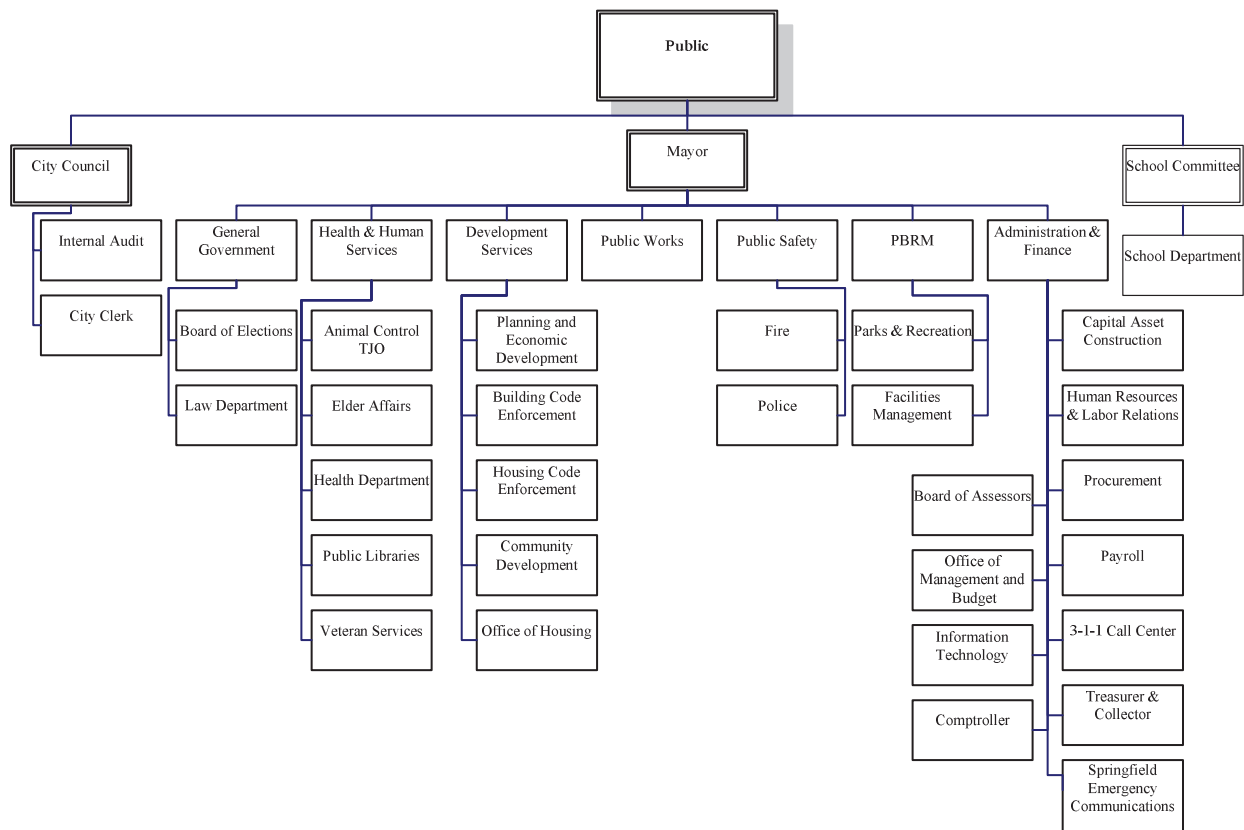 Public
City Council
Mayor
School Committee
Internal Audit
General
Government
Health & Human
Services
Development
Services
Public Works
Public Safety
PBRM
Administration &
Finance
School Department
City Clerk
Board of Elections
Animal Control
TJO
Planning and
Economic
Development
Fire
Parks & Recreation
Capital Asset
Construction
Law Department
Elder Affairs
Building Code
Enforcement
Police
Facilities
Management
Human Resources
& Labor Relations
Health Department
Housing Code
Enforcement
Board of Assessors
Procurement
Public Libraries
Community
Development
Office of
Management and
Budget
Payroll
Veteran Services
Office of Housing
Information
Technology
3-1-1 Call Center
Comptroller
Treasurer &
Collector
Springfield
Emergency
Communications